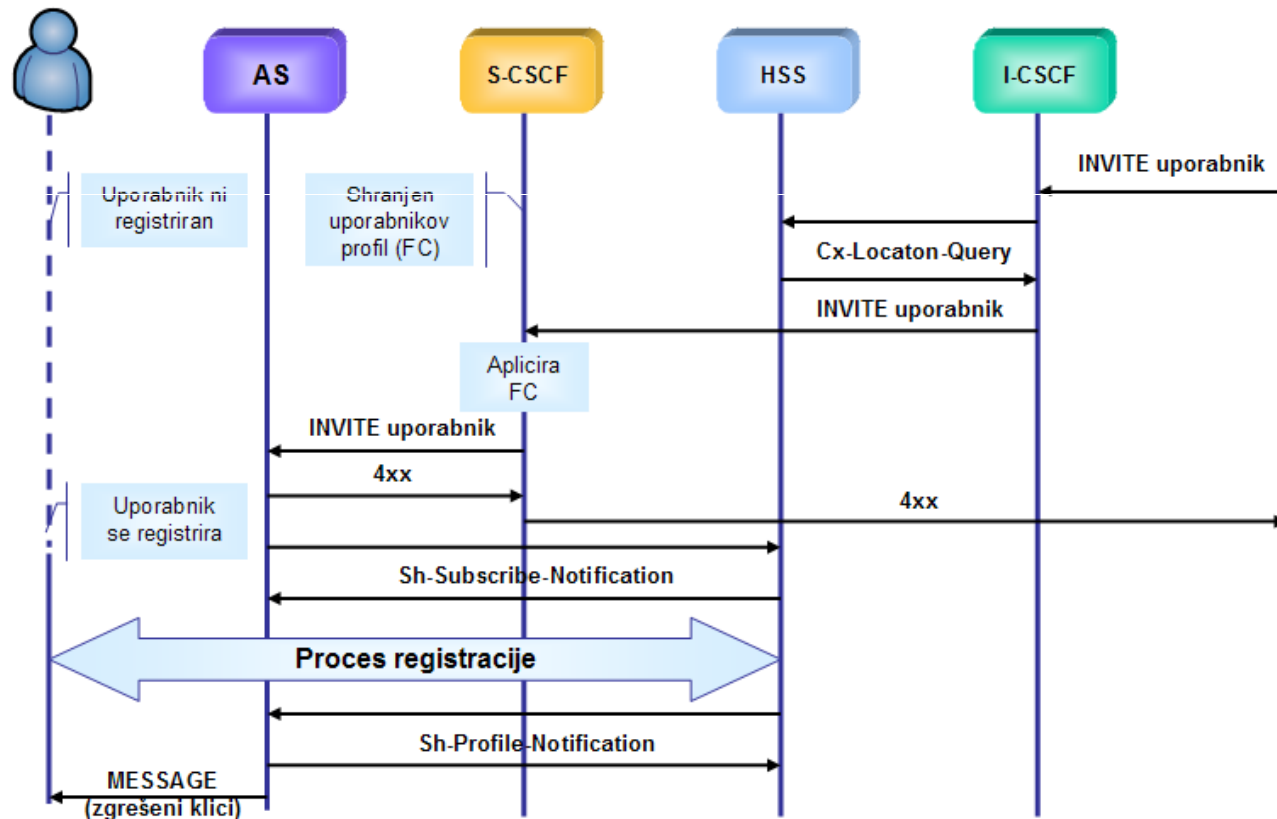 AS
S-CSCF
HSS
I-CSCF
INVITE uporabnik
Uporabnik ni
registriran
Shranjen
uporabnikov
profil (FC)
Cx-Locaton-Query
INVITE uporabnik
Aplicira
FC
INVITE uporabnik
4xx
4xx
Uporabnik
se registrira
Sh-Subscribe-Notification
Proces registracije
Sh-Profile-Notification
MESSAGE
(zgrešeni klici)